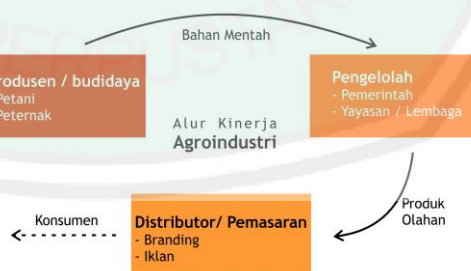 Bahan Mentah
rodusen / budidaya
Petani
Peternak
Pengelolah
- Pemerintah
- Yayasan / Lembaga
Alur Kinerja
Agroindustri
Produk
Olahan
Konsumen
Distributor/ Pemasaran
- Branding
- Iklan